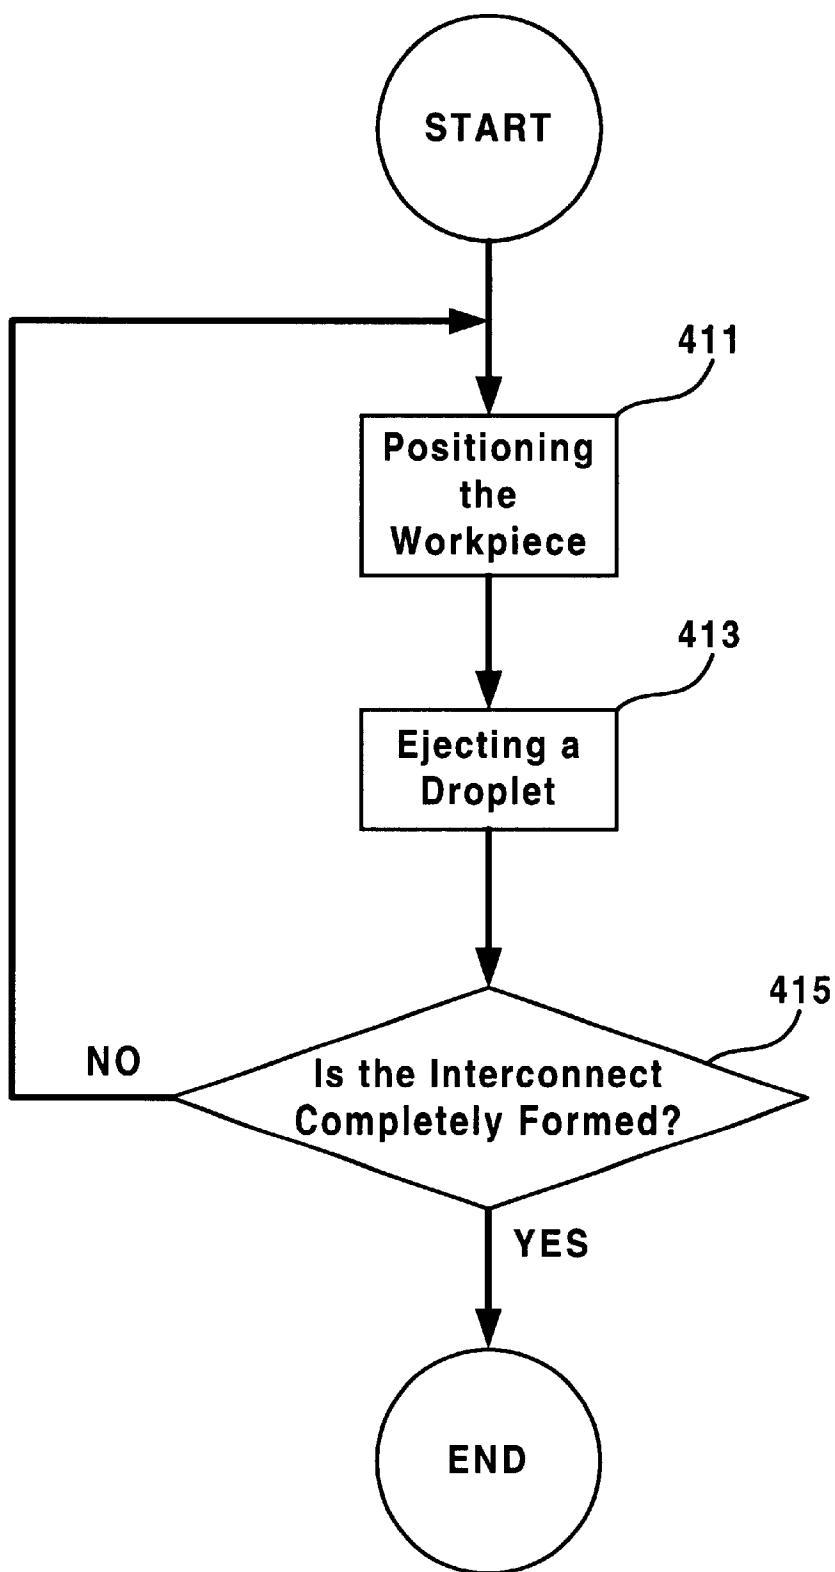 START
411
Positioning
the
Workpiece
413
Ejecting a
Droplet
415
NO
Is the Interconnect
Completely Formed?
YES
END